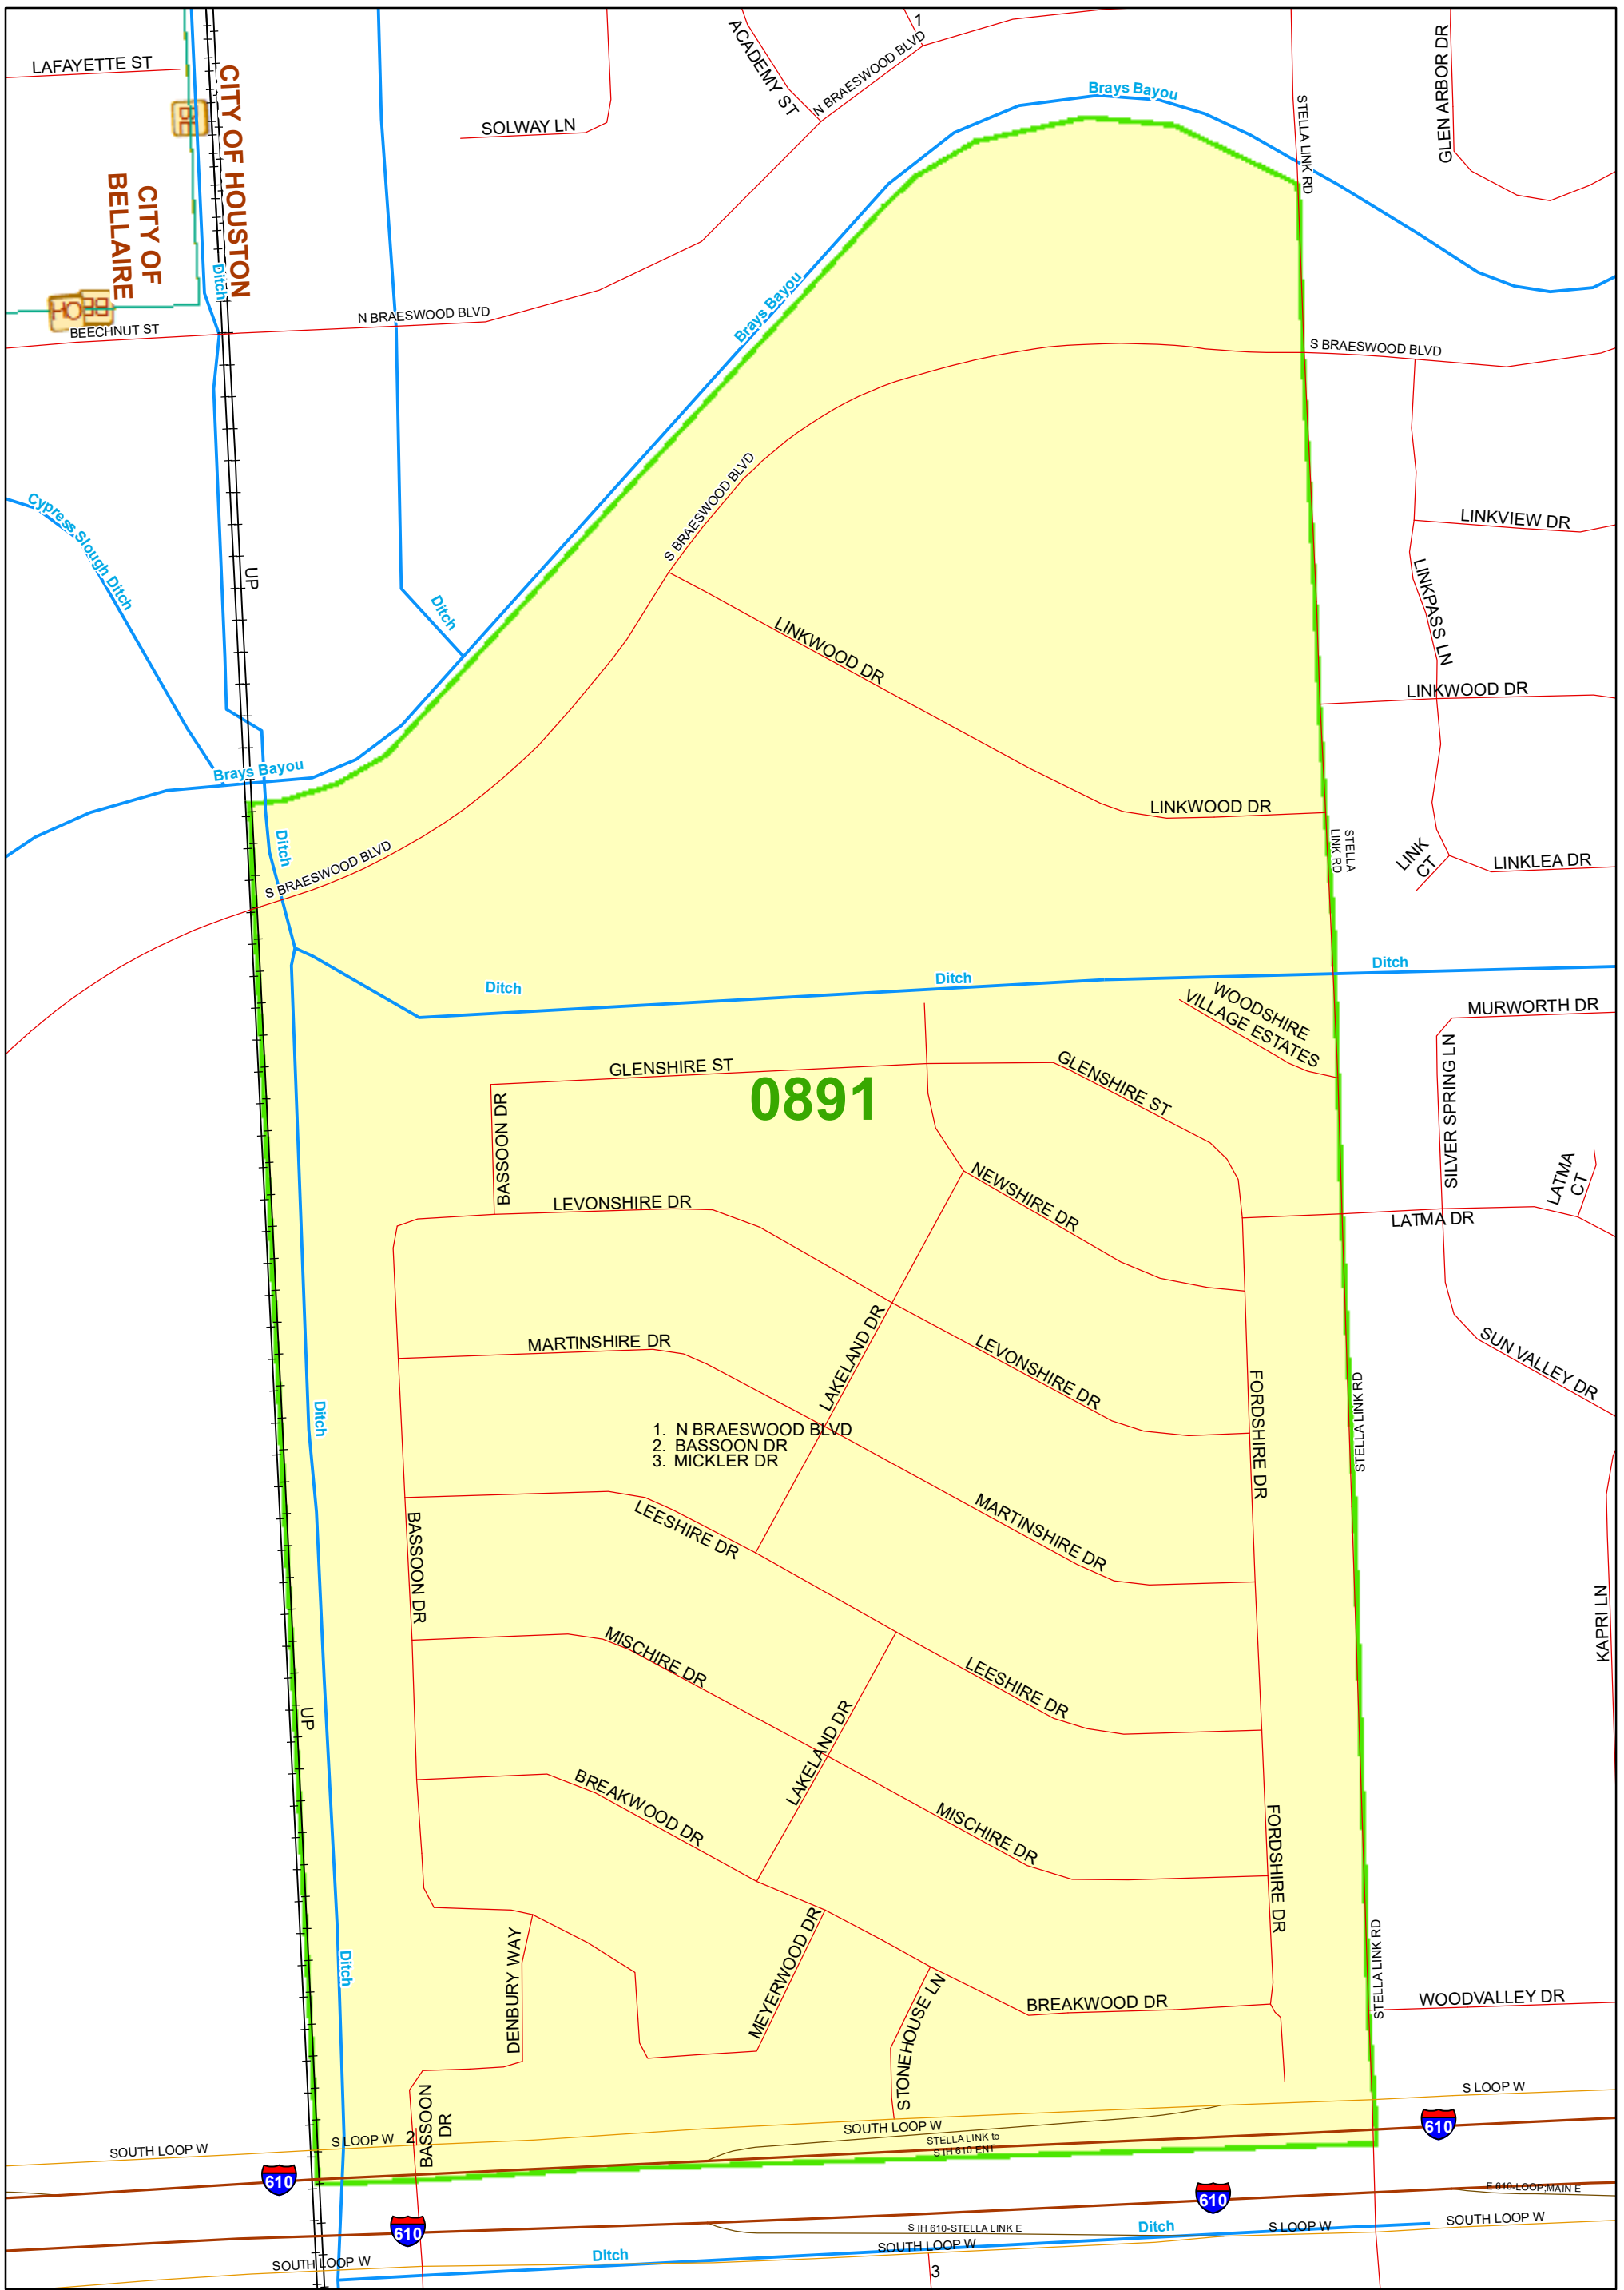 LAFAYETTE ST
CITY OF HOUSTON
CITY OF
BELLAIRE
BE
HO
BE
BEECHNUT ST
Ditch
N BRAESWOOD BLVD
SOLWAY LN
ACADEMY ST
N BRAESWOOD BLVD
1
Brays Bayou
STELLA LINK RD
GLEN ARBOR DR
Brays Bayou
S BRAESWOOD BLVD
S BRAESWOOD BLVD
LINKVIEW DR
LINKPASS LN
Cypress Slough Ditch
UP
Ditch
LINKWOOD DR
LINKWOOD DR
Brays Bayou
LINKWOOD DR
Ditch
S BRAESWOOD BLVD
STELLA
LINK RD
LINK
CT
LINKLEA DR
Ditch
Ditch
Ditch
WOODSHIRE
VILLAGE ESTATES
MURWORTH DR
GLENSHIRE ST
0891
GLENSHIRE ST
SILVER SPRING LN
BASSOON DR
LEVONSHIRE DR
NEWSHIRE DR
LATMA
CT
LATMA DR
MARTINSHIRE DR
LAKELAND DR
LEVONSHIRE DR
FORDSHIRE DR
STELLA LINK RD
SUN VALLEY DR
Ditch
1. N BRAESWOOD BLVD
2. BASSOON DR
3. MICKLER DR
LEESHIRE DR
MARTINSHIRE DR
BASSOON DR
KAPRI LN
MISCHIRE DR
LEESHIRE DR
UP
LAKELAND DR
BREAKWOOD DR
MISCHIRE DR
FORDSHIRE DR
Ditch
DENBURY WAY
MEYERWOOD DR
STONEHOUSE LN
BREAKWOOD DR
STELLA LINK RD
WOODVALLEY DR
BASSOON
DR
S LOOP W
SOUTH LOOP W
S LOOP W
2
SOUTH LOOP W
STELLA LINK to
S IH 610 ENT
610
610
610
610
E 610-LOOP;MAIN E
S IH 610-STELLA LINK E
Ditch
S LOOP W
SOUTH LOOP W
SOUTH LOOP W
Ditch
SOUTH LOOP W
3